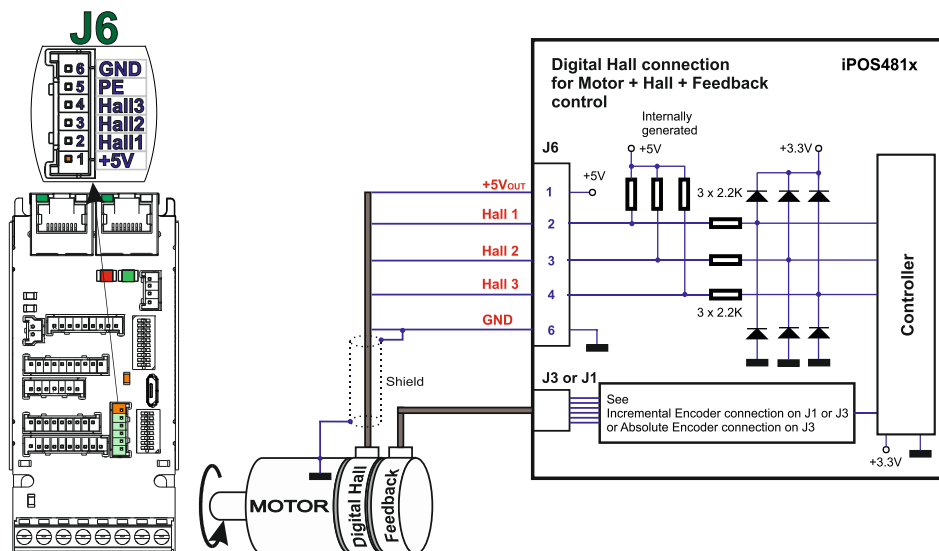 J6
6 GND
5 PE
4 Hall3
3 Hall2
2 Hall1
1 +5V
Digital Hall connection
for Motor + Hall + Feedback
control
iPOS481x
Internally
generated
+5V
+3.3V
J6
+5VOUT
1
+5V
3 x 2.2K
Hall 1
2
Hall 2
3
Hall 3
4
3 x 2.2K
GND
6
Controller
Shield
J3 or J1
See
Incremental Encoder connection on J1 or J3
or Absolute Encoder connection on J3
+3.3V
MOTOR
Digital Hall
Feedback